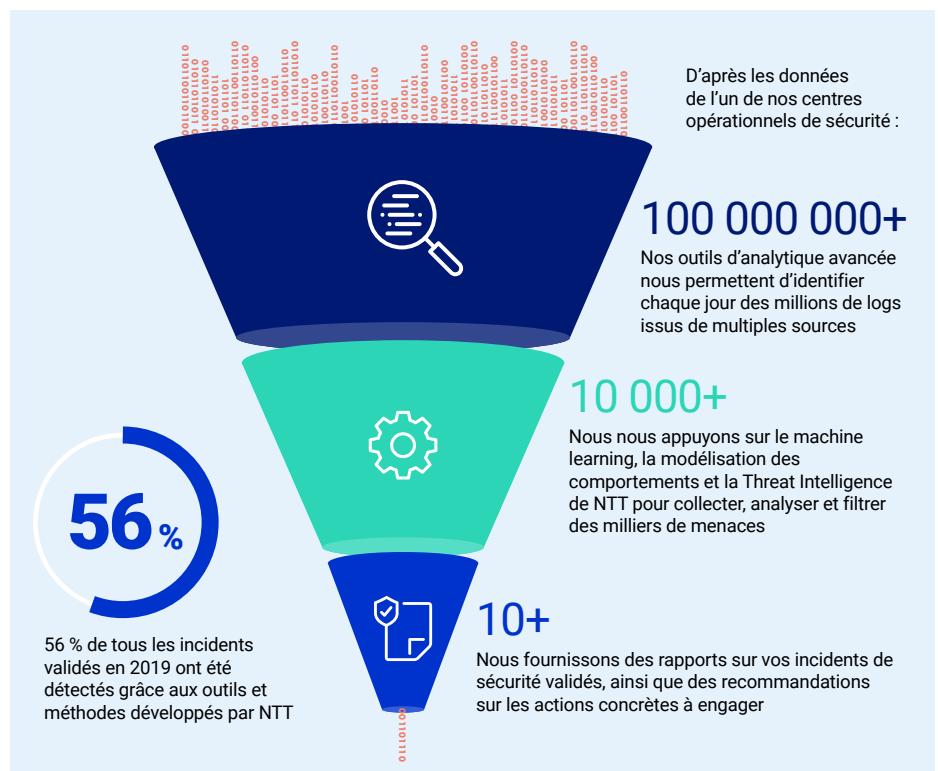 D'après les données
de l'un de nos centres
opérationnels de sécurité :
100 000 000+
Nos outils d'analytique avancée
nous permettent d'identifier
chaque jour des millions de logs
issus de multiples sources
10 000+
Nous nous appuyons sur le machine
learning, la modélisation des
comportements et la Threat Intelligence
de NTT pour collecter, analyser et filtrer
des milliers de menaces
56 %
56 % de tous les incidents
validés en 2019 ont été
détectés grâce aux outils et
méthodes développés par NTT
10+
Nous fournissons des rapports sur vos incidents de
sécurité validés, ainsi que des recommandations
sur les actions concrètes à engager